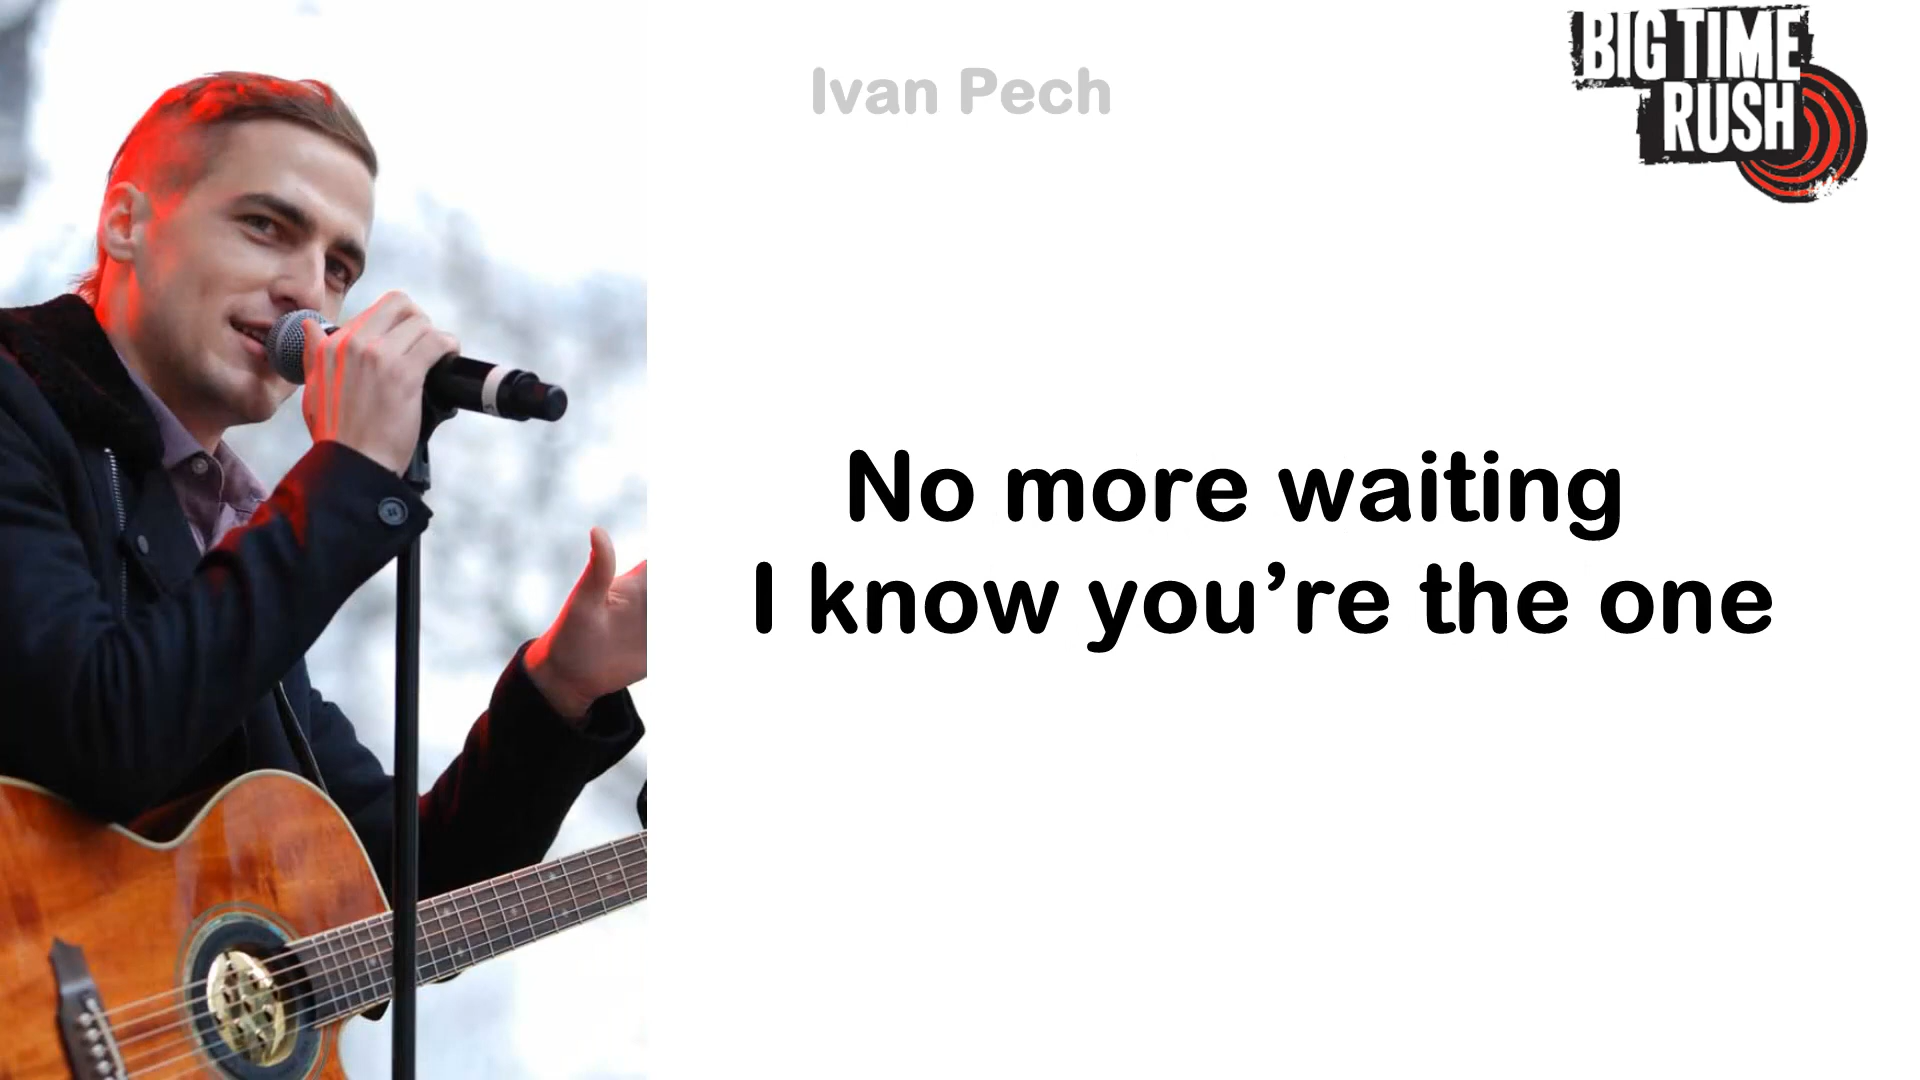 Ivan Pech
BIG TIME
RUSH
No more waiting
I know you’re the one